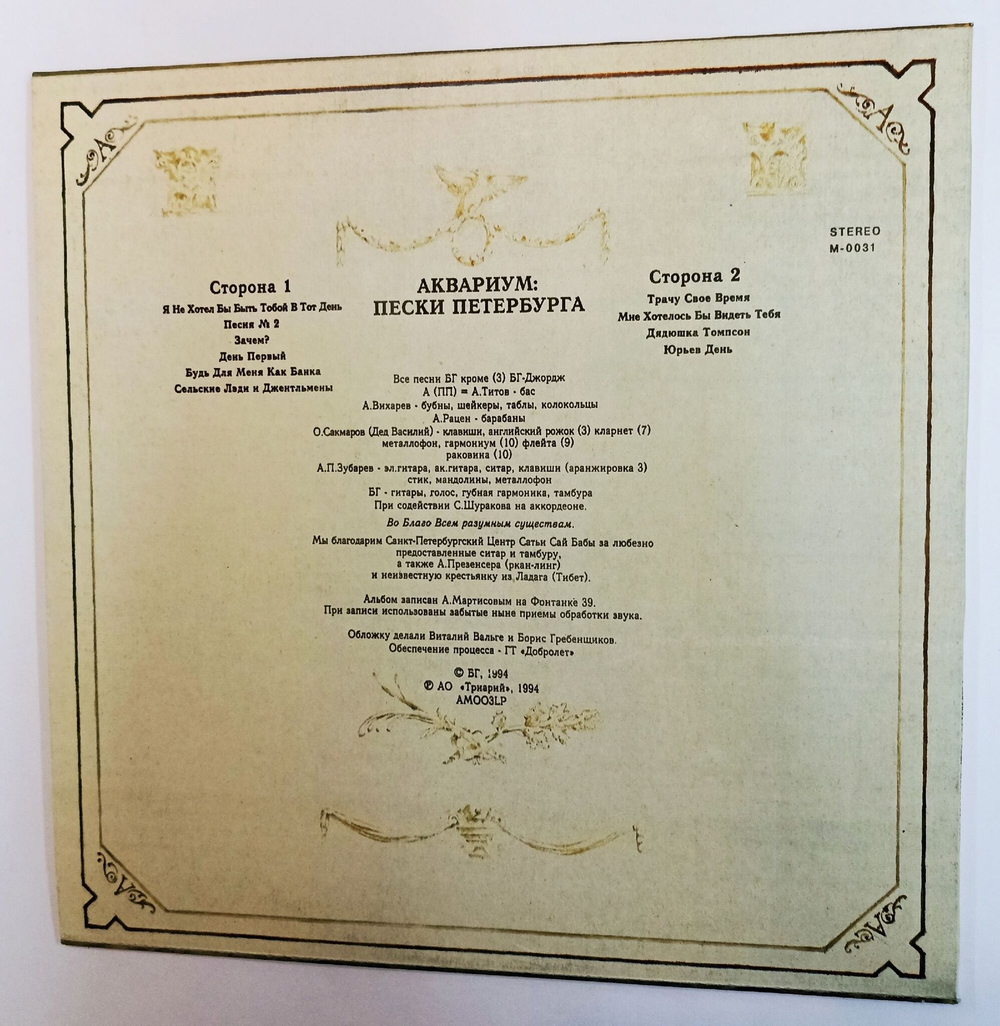 STEREO
M-0031
Сторона 1
Я Не Хотел Бы Быть Тобой В Тот День
Песня № 2
Зачем?
День Первый
Будь Для Меня Как Банка
Сельские Лэди и Джентльмены
АКВАРИУМ:
ПЕСКИ ПЕТЕРБУРГА
Сторона 2
Трачу Свое Время
Мне Хотелось Бы Видеть Тебя
Дядюшка Томпсон
Юрьев День
Все песни БГ кроме (3) БГ-Джордж
А (ПП) = А.Титов - бас
А.Вихарев - бубны, шейкеры, таблы, колокольцы
А.Рацен - барабаны
О.Сакмаров (Дед Василий) - клавиши, английский рожок (3) кларнет (7)
металлофон, гармониум (10) флейта (9)
раковина (10)
А.П.Зубарев - эл.гитара, ак.гитара, ситар, клавиши (аранжировка 3)
стик, мандолины, металлофон
БГ - гитары, голос, губная гармоника, тамбура
При содействии С.Шуракова на аккордеоне.
Во Благо Всем разумным существам.
Мы благодарим Санкт-Петербургский Центр Сатьи Сай Бабы за любезно
предоставленные ситар и тамбуру,
а также А.Презенсера (ркан-линг)
и неизвестную крестьянку из Ладага (Тибет).
Альбом записан А.Мартисовым на Фонтанке 39.
При записи использованы забытые ныне приемы обработки звука.
Обложку делали Виталий Вальге и Борис Гребенщиков.
Обеспечение процесса - ГТ «Добролет»
© БГ, 1994
℗ АО «Триарий», 1994
AM003LP